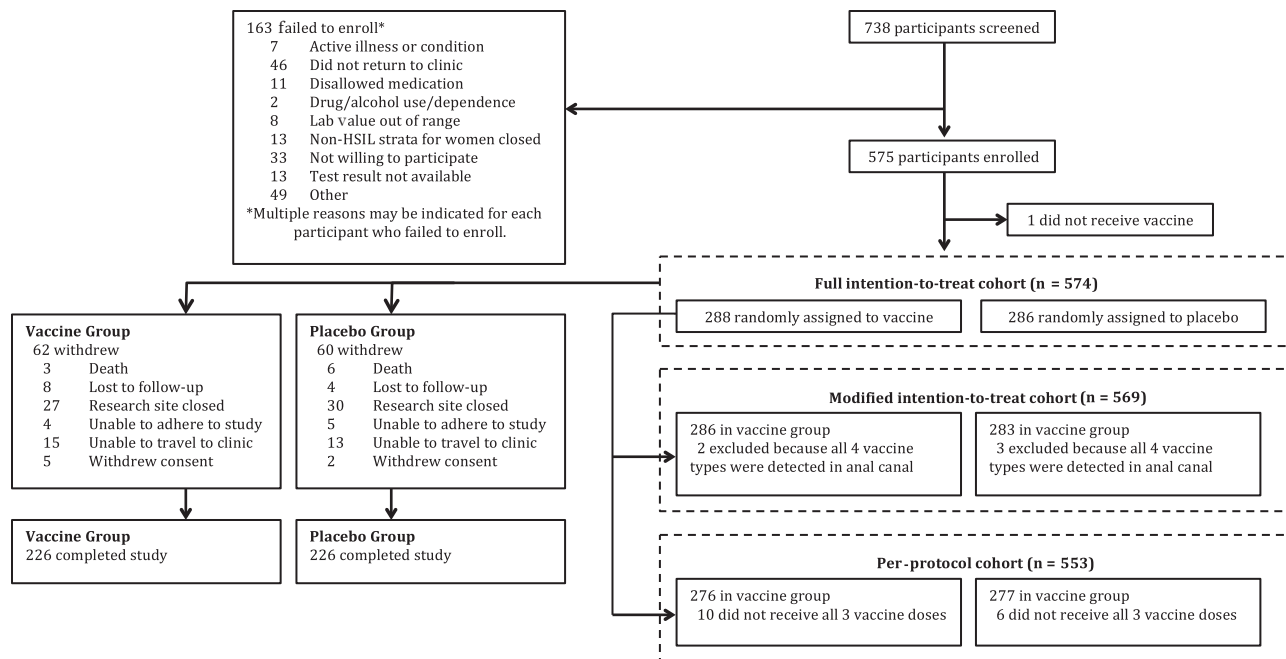 738 participants screened
163 failed to enroll*
7 Active illness or condition
46 Did not return to clinic
11 Disallowed medication
2 Drug/alcohol use/dependence
8 Lab value out of range
13 Non-HSIL strata for women closed
33 Not willing to participate
13 Test result not available
49 Other
*Multiple reasons may be indicated for each
participant who failed to enroll.
575 participants enrolled
1 did not receive vaccine
Full intention-to-treat cohort (n = 574)
288 randomly assigned to vaccine
286 randomly assigned to placebo
Vaccine Group
62 withdrew
3 Death
8 Lost to follow-up
27 Research site closed
4 Unable to adhere to study
15 Unable to travel to clinic
5 Withdrew consent
Placebo Group
60 withdrew
6 Death
4 Lost to follow-up
30 Research site closed
5 Unable to adhere to study
13 Unable to travel to clinic
2 Withdrew consent
Modified intention-to-treat cohort (n = 569)
286 in vaccine group
2 excluded because all 4 vaccine
types were detected in anal canal
283 in vaccine group
3 excluded because all 4 vaccine
types were detected in anal canal
Vaccine Group
226 completed study
Placebo Group
226 completed study
Per-protocol cohort (n = 553)
276 in vaccine group
10 did not receive all 3 vaccine doses
277 in vaccine group
6 did not receive all 3 vaccine doses